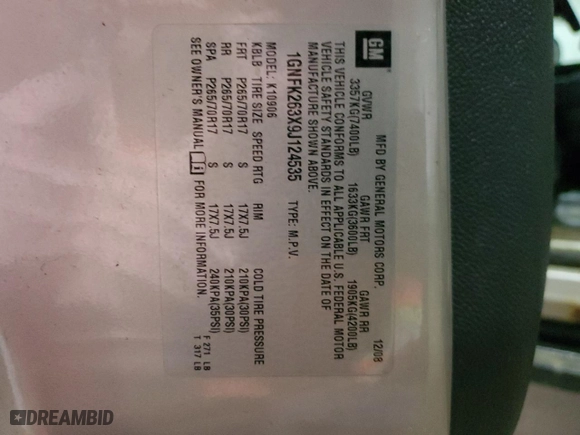 GM
MFD BY GENERAL MOTORS CORP. 12/08
GVWR GAWR FRT GAWR RR
3357KG(7400LB) 1633KG(3600LB) 1905KG(4200LB)
THIS VEHICLE CONFORMS TO ALL APPLICABLE U.S. FEDERAL MOTOR
VEHICLE SAFETY STANDARDS IN EFFECT ON THE DATE OF
MANUFACTURE SHOWN ABOVE.
1GNFK263X9J124535 TYPE: M.P.V.
MODEL: K10906
KBLB TIRE SIZE SPEED RTG RIM COLD TIRE PRESSURE
FRT P265/70R17 S 17X7.5J 210KPA(30PSI)
RR P265/70R17 S 17X7.5J 210KPA(30PSI)
SPA P265/70R17 S 17X7.5J 240KPA(35PSI)
SEE OWNER'S MANUAL i FOR MORE INFORMATION.
F 271 LB
T 317 LB
DREAMBID